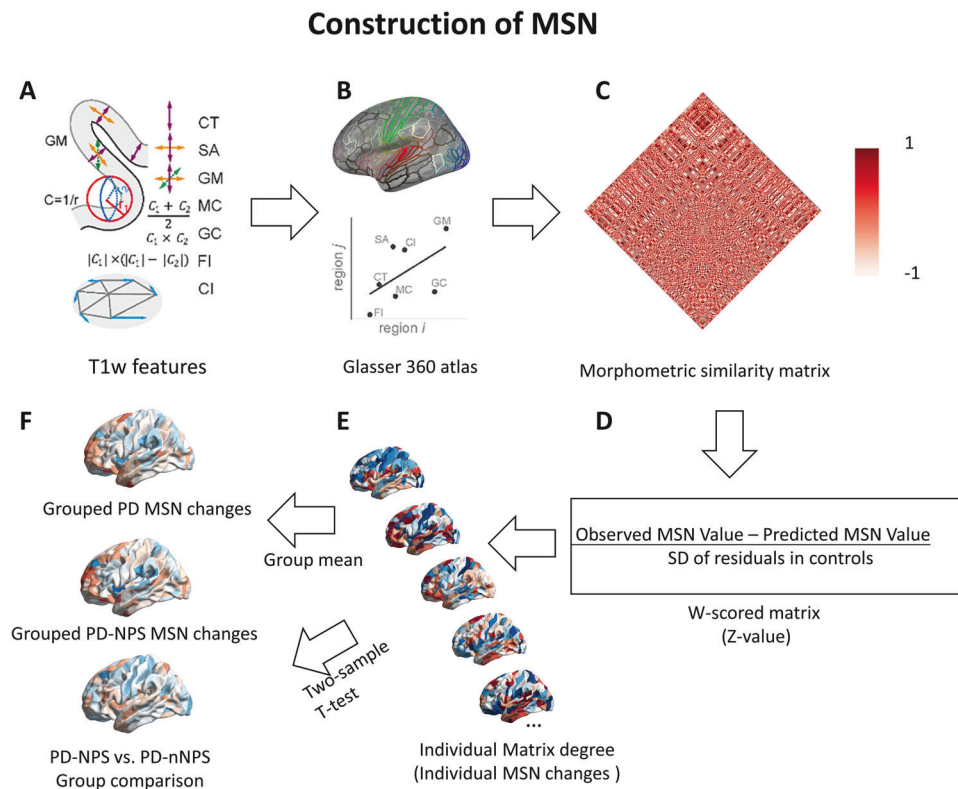 Construction of MSN
A
GM
C=1/r
r2
r1
CT
SA
GM
MC
GC
FI
CI
C₁ + C₂
2
C₁ × C₂
|C₁| ×(|C₁| − |C₂|)
T1w features
B
region j
GM
SA
CI
CT
MC
GC
FI
region i
Glasser 360 atlas
C
1
-1
Morphometric similarity matrix
D
Observed MSN Value – Predicted MSN Value
SD of residuals in controls
W-scored matrix
(Z-value)
E
Group mean
Two-sample
T-test
...
Individual Matrix degree
(Individual MSN changes )
F
Grouped PD MSN changes
Grouped PD-NPS MSN changes
PD-NPS vs. PD-nNPS
Group comparison